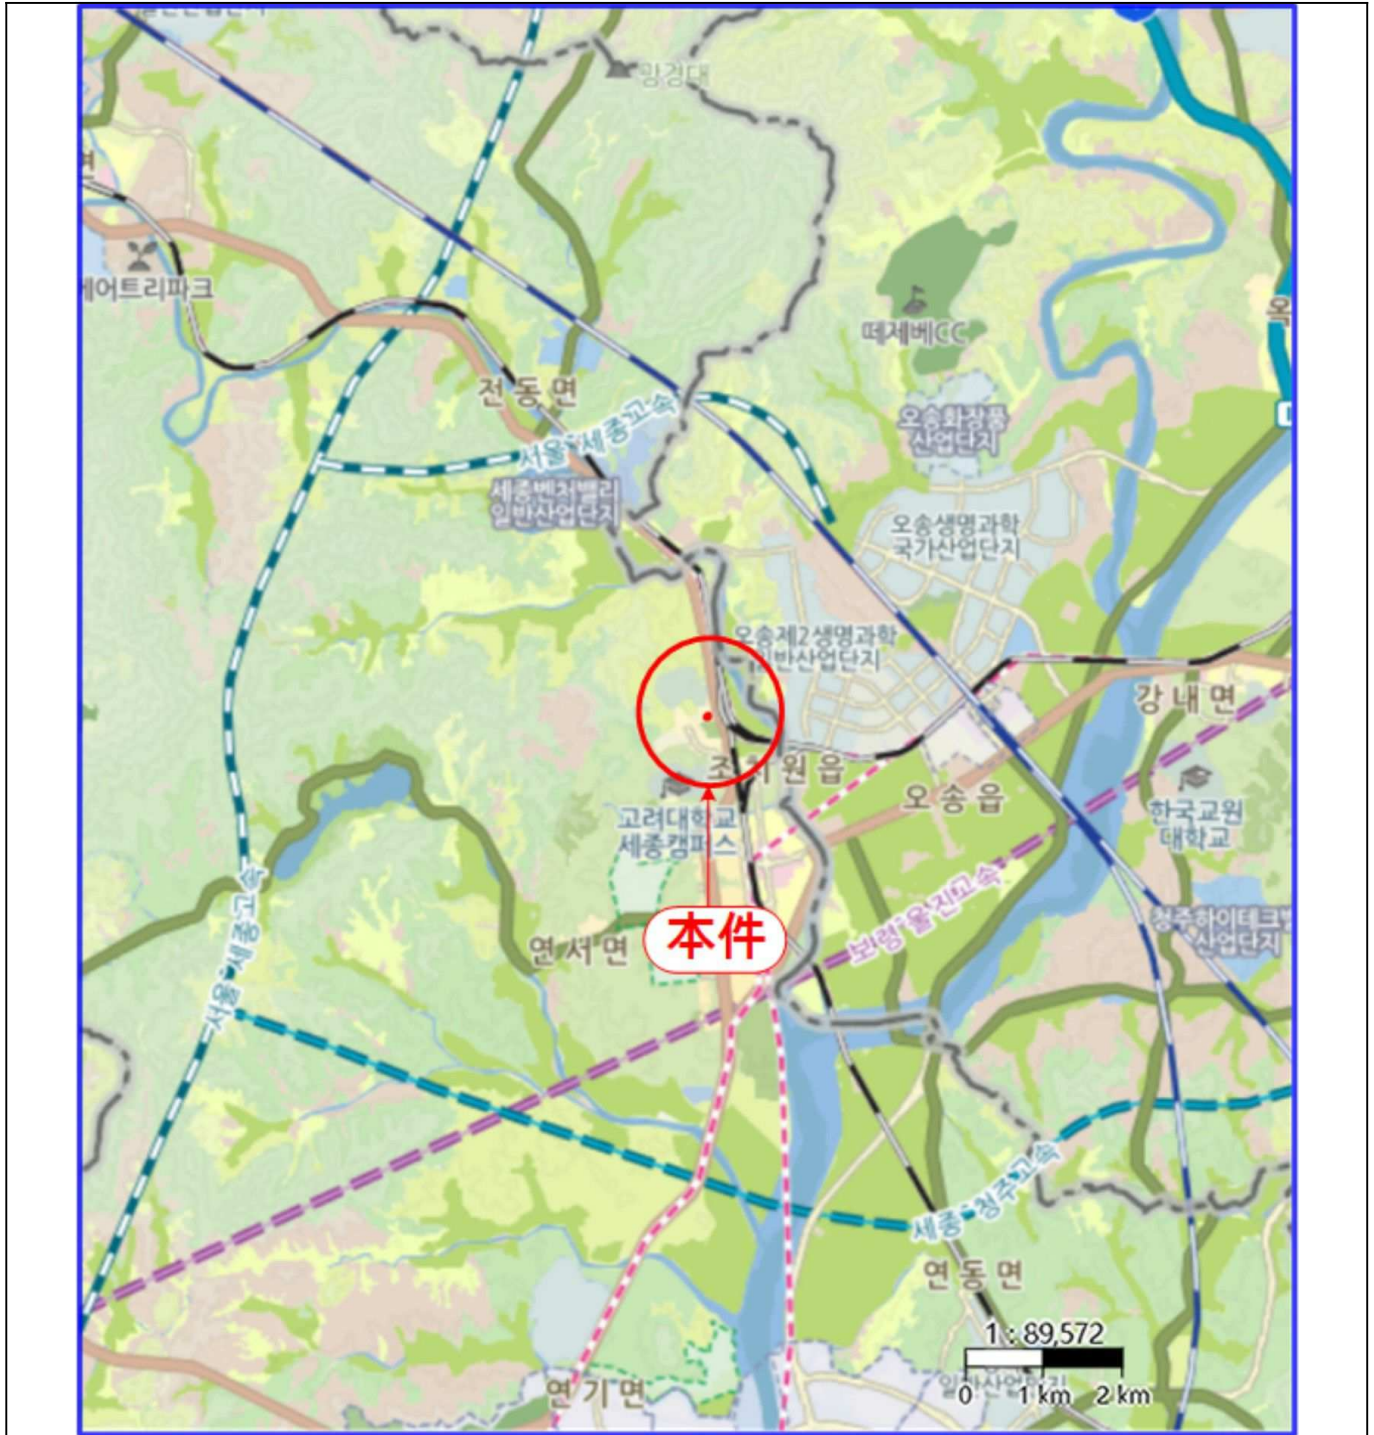 망경대
베어트리파크
떼제베CC
전동면
서울-세종고속
오송화장품
산업단지
세종벤처밸리
일반산업단지
오송생명과학
국가산업단지
오송제2생명과학
일반산업단지
강내면
조치원읍
오송읍
고려대학교
세종캠퍼스
한국교원
대학교
서울-세종고속
보령-울진고속
本件
연서면
청주하이테크밸
산업단지
세종-청주고속
연동면
1 : 89,572
0 1 km 2 km
연기면